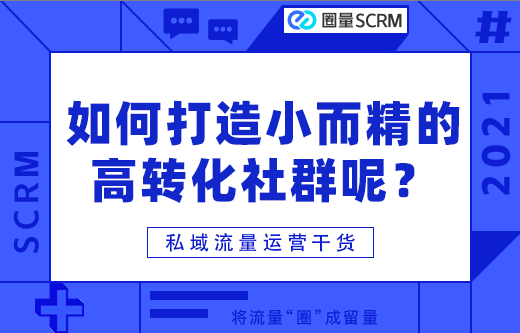 圈量SCRM
#
如何打造小而精的
高转化社群呢？
私域流量运营干货
SCRM
2021
将流量“圈”成留量